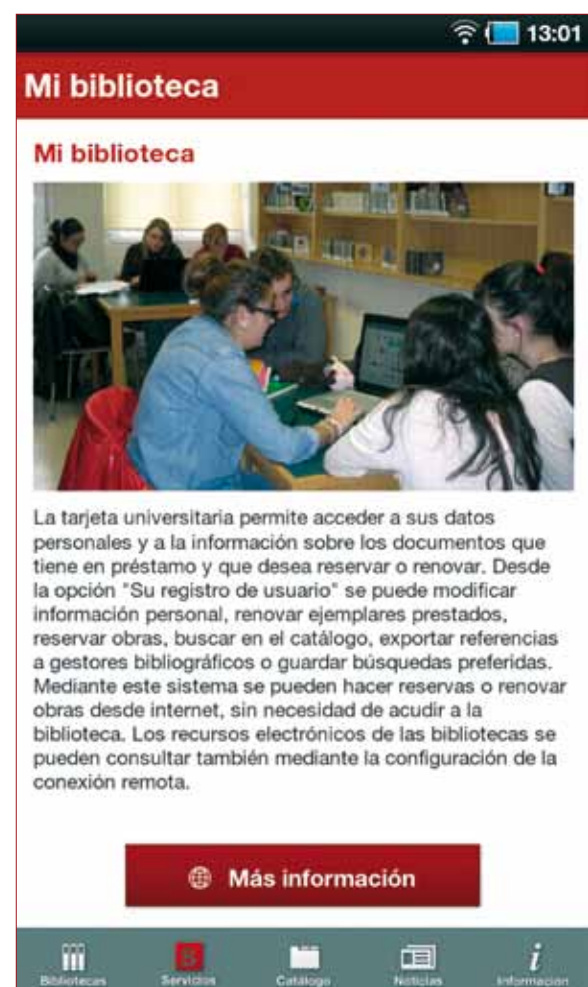 13:01
Mi biblioteca
Mi biblioteca
La tarjeta universitaria permite acceder a sus datos
personales y a la información sobre los documentos que
tiene en préstamo y que desea reservar o renovar. Desde
la opción "Su registro de usuario" se puede modificar
información personal, renovar ejemplares prestados,
reservar obras, buscar en el catálogo, exportar referencias
a gestores bibliográficos o guardar búsquedas preferidas.
Mediante este sistema se pueden hacer reservas o renovar
obras desde internet, sin necesidad de acudir a la
biblioteca. Los recursos electrónicos de las bibliotecas se
pueden consultar también mediante la configuración de la
conexión remota.
Más información
Bibliotecas Servicios Catálogo Noticias Información